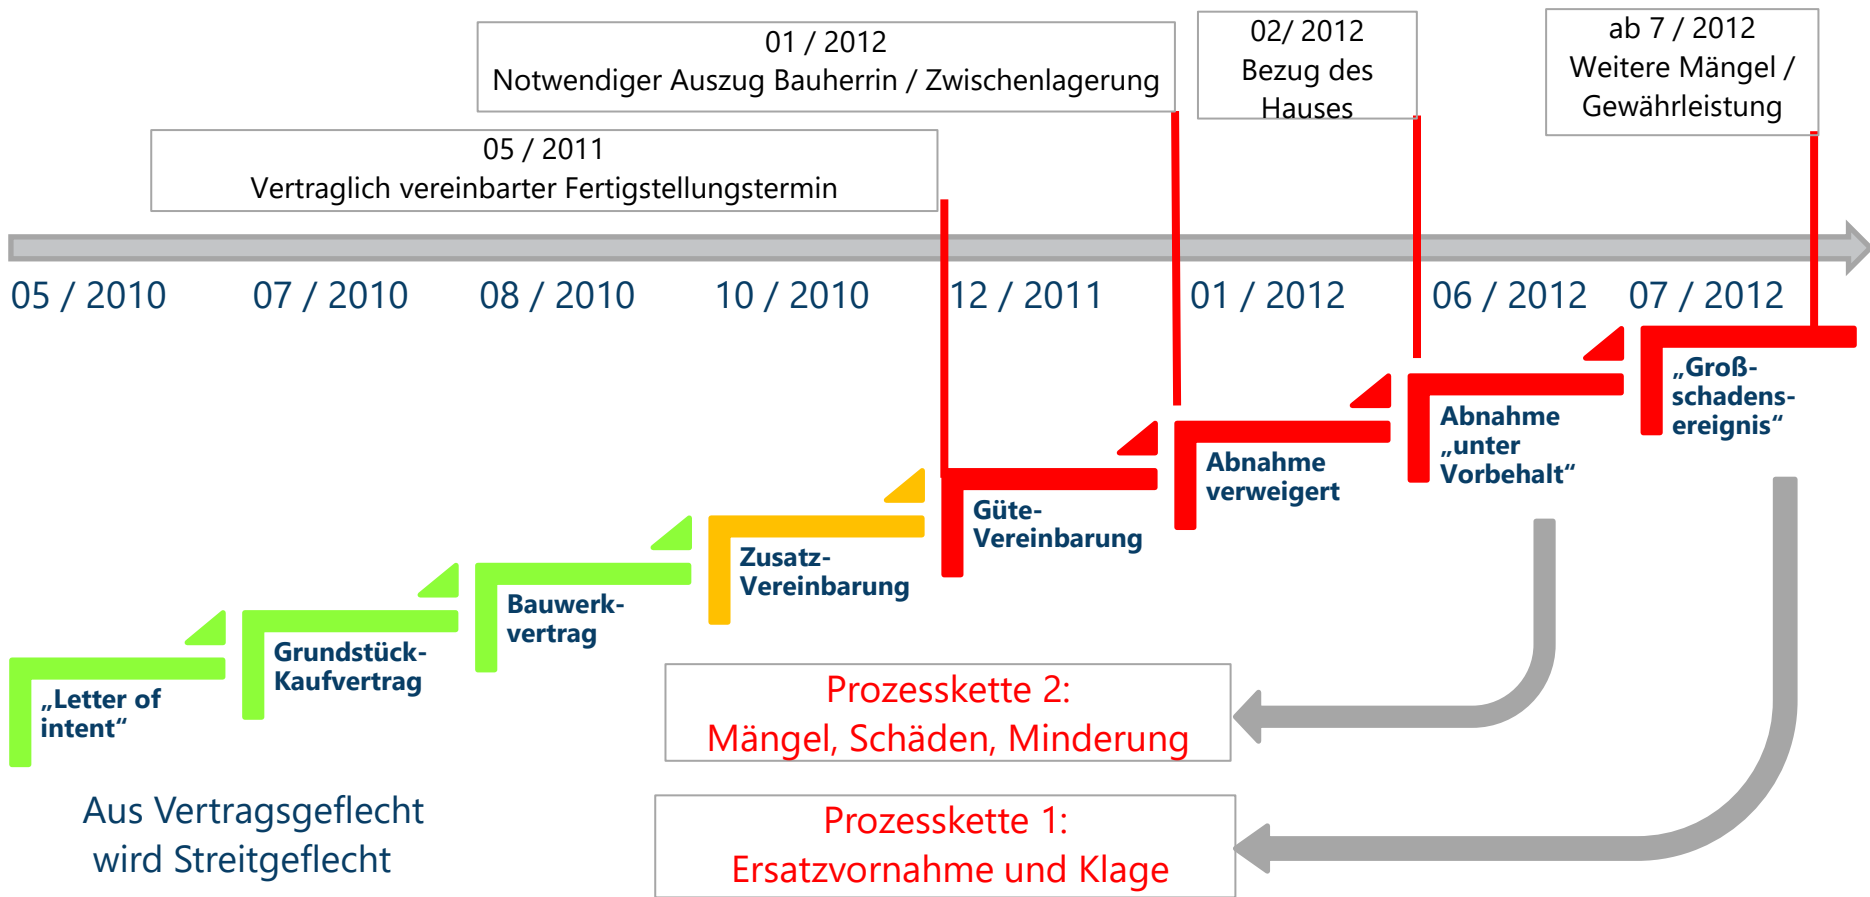 01 / 2012
Notwendiger Auszug Bauherrin / Zwischenlagerung
02/ 2012
Bezug des
Hauses
ab 7 / 2012
Weitere Mängel /
Gewährleistung
05 / 2011
Vertraglich vereinbarter Fertigstellungstermin
05 / 2010
07 / 2010
08 / 2010
10 / 2010
12 / 2011
01 / 2012
06 / 2012
07 / 2012
„Letter of
intent“
Grundstück-
Kaufvertrag
Bauwerk-
vertrag
Zusatz-
Vereinbarung
Güte-
Vereinbarung
Abnahme
verweigert
Abnahme
„unter
Vorbehalt“
„Groß-
schadens-
ereignis“
Prozesskette 2:
Mängel, Schäden, Minderung
Prozesskette 1:
Ersatzvornahme und Klage
Aus Vertragsgeflecht
wird Streitgeflecht